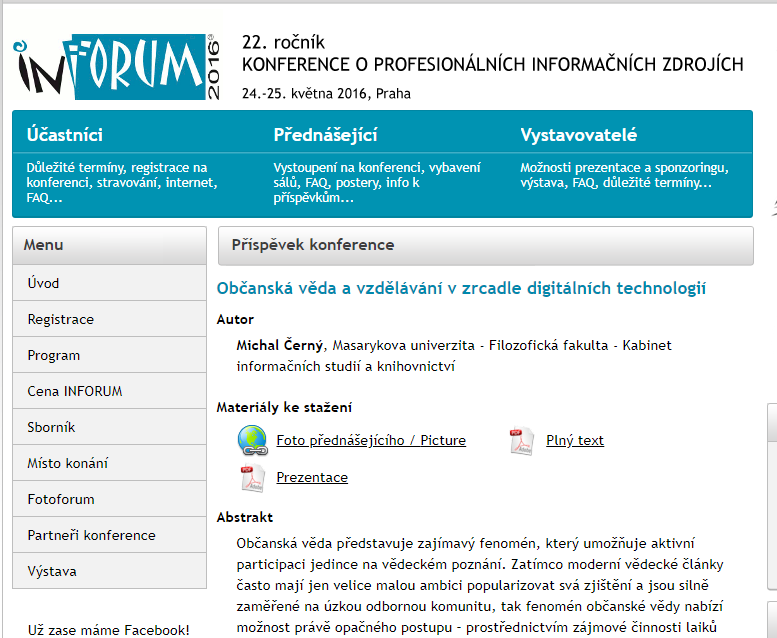 INFORUM 2016®
22. ročník
KONFERENCE O PROFESIONÁLNÍCH INFORMAČNÍCH ZDROJÍCH
24.-25. května 2016, Praha
Účastníci
Důležité termíny, registrace na
konferenci, stravování, internet,
FAQ...
Přednášející
Vystoupení na konferenci, vybavení
sálů, FAQ, postery, info k
příspěvkům...
Vystavovatelé
Možnosti prezentace a sponzoringu,
výstava, FAQ, důležité termíny...
Menu
Úvod
Registrace
Program
Cena INFORUM
Sborník
Místo konání
Fotoforum
Partneři konference
Výstava
Už zase máme Facebook!
Příspěvek konference
Občanská věda a vzdělávání v zrcadle digitálních technologií
Autor
Michal Černý, Masarykova univerzita - Filozofická fakulta - Kabinet
informačních studií a knihovnictví
Materiály ke stažení
Foto přednášejícího / Picture
Plný text
Prezentace
Abstrakt
Občanská věda představuje zajímavý fenomén, který umožňuje aktivní
participaci jedince na vědeckém poznání. Zatímco moderní vědecké články
často mají jen velice malou ambici popularizovat svá zjištění a jsou silně
zaměřené na úzkou odbornou komunitu, tak fenomén občanské vědy nabízí
možnost právě opačného postupu – prostřednictvím zájmové činnosti laiků